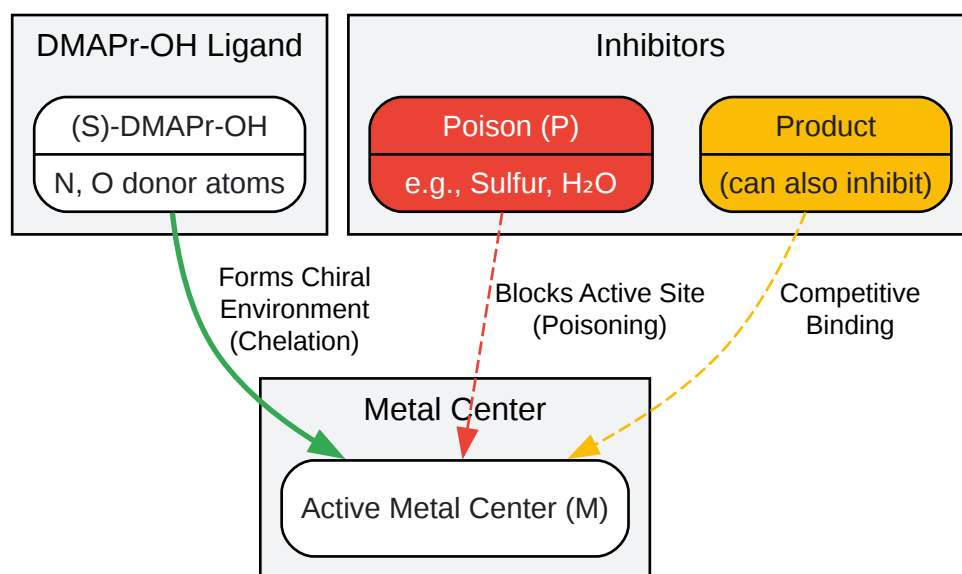 DMAPr-OH Ligand
(S)-DMAPr-OH
N, O donor atoms
Inhibitors
Poison (P)
e.g., Sulfur, H₂O
Product
(can also inhibit)
Forms Chiral
Environment
(Chelation)
Blocks Active Site
(Poisoning)
Competitive
Binding
Metal Center
Active Metal Center (M)